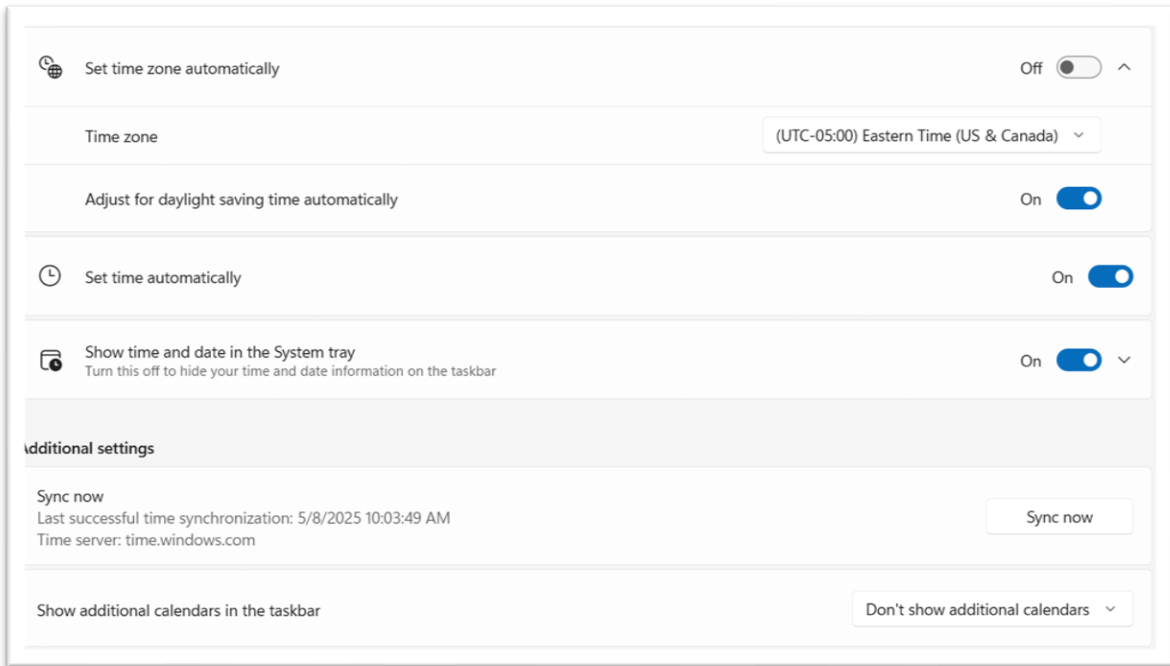 Set time zone automatically
Off
Time zone
(UTC-05:00) Eastern Time (US & Canada)
Adjust for daylight saving time automatically
On
Set time automatically
On
Show time and date in the System tray
Turn this off to hide your time and date information on the taskbar
On
Additional settings
Sync now
Last successful time synchronization: 5/8/2025 10:03:49 AM
Time server: time.windows.com
Sync now
Show additional calendars in the taskbar
Don't show additional calendars